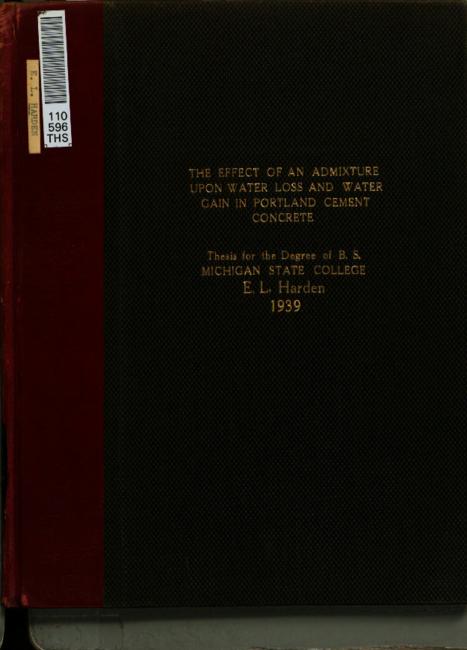 E. L. HARDEN
110
596
THS
THE EFFECT OF AN ADMIXTURE
UPON WATER LOSS AND WATER
GAIN IN PORTLAND CEMENT
CONCRETE
Thesis for the Degree of B. S.
MICHIGAN STATE COLLEGE
E. L. Harden
1939